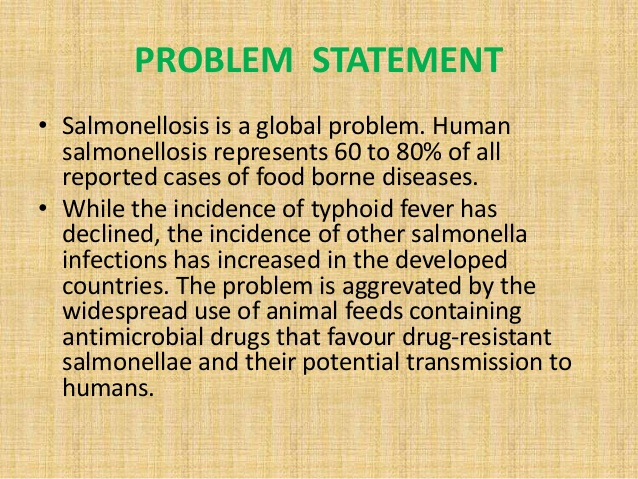 PROBLEM STATEMENT
• Salmonellosis is a global problem. Human
salmonellosis represents 60 to 80% of all
reported cases of food borne diseases.
• While the incidence of typhoid fever has
declined, the incidence of other salmonella
infections has increased in the developed
countries. The problem is aggrevated by the
widespread use of animal feeds containing
antimicrobial drugs that favour drug-resistant
salmonellae and their potential transmission to
humans.